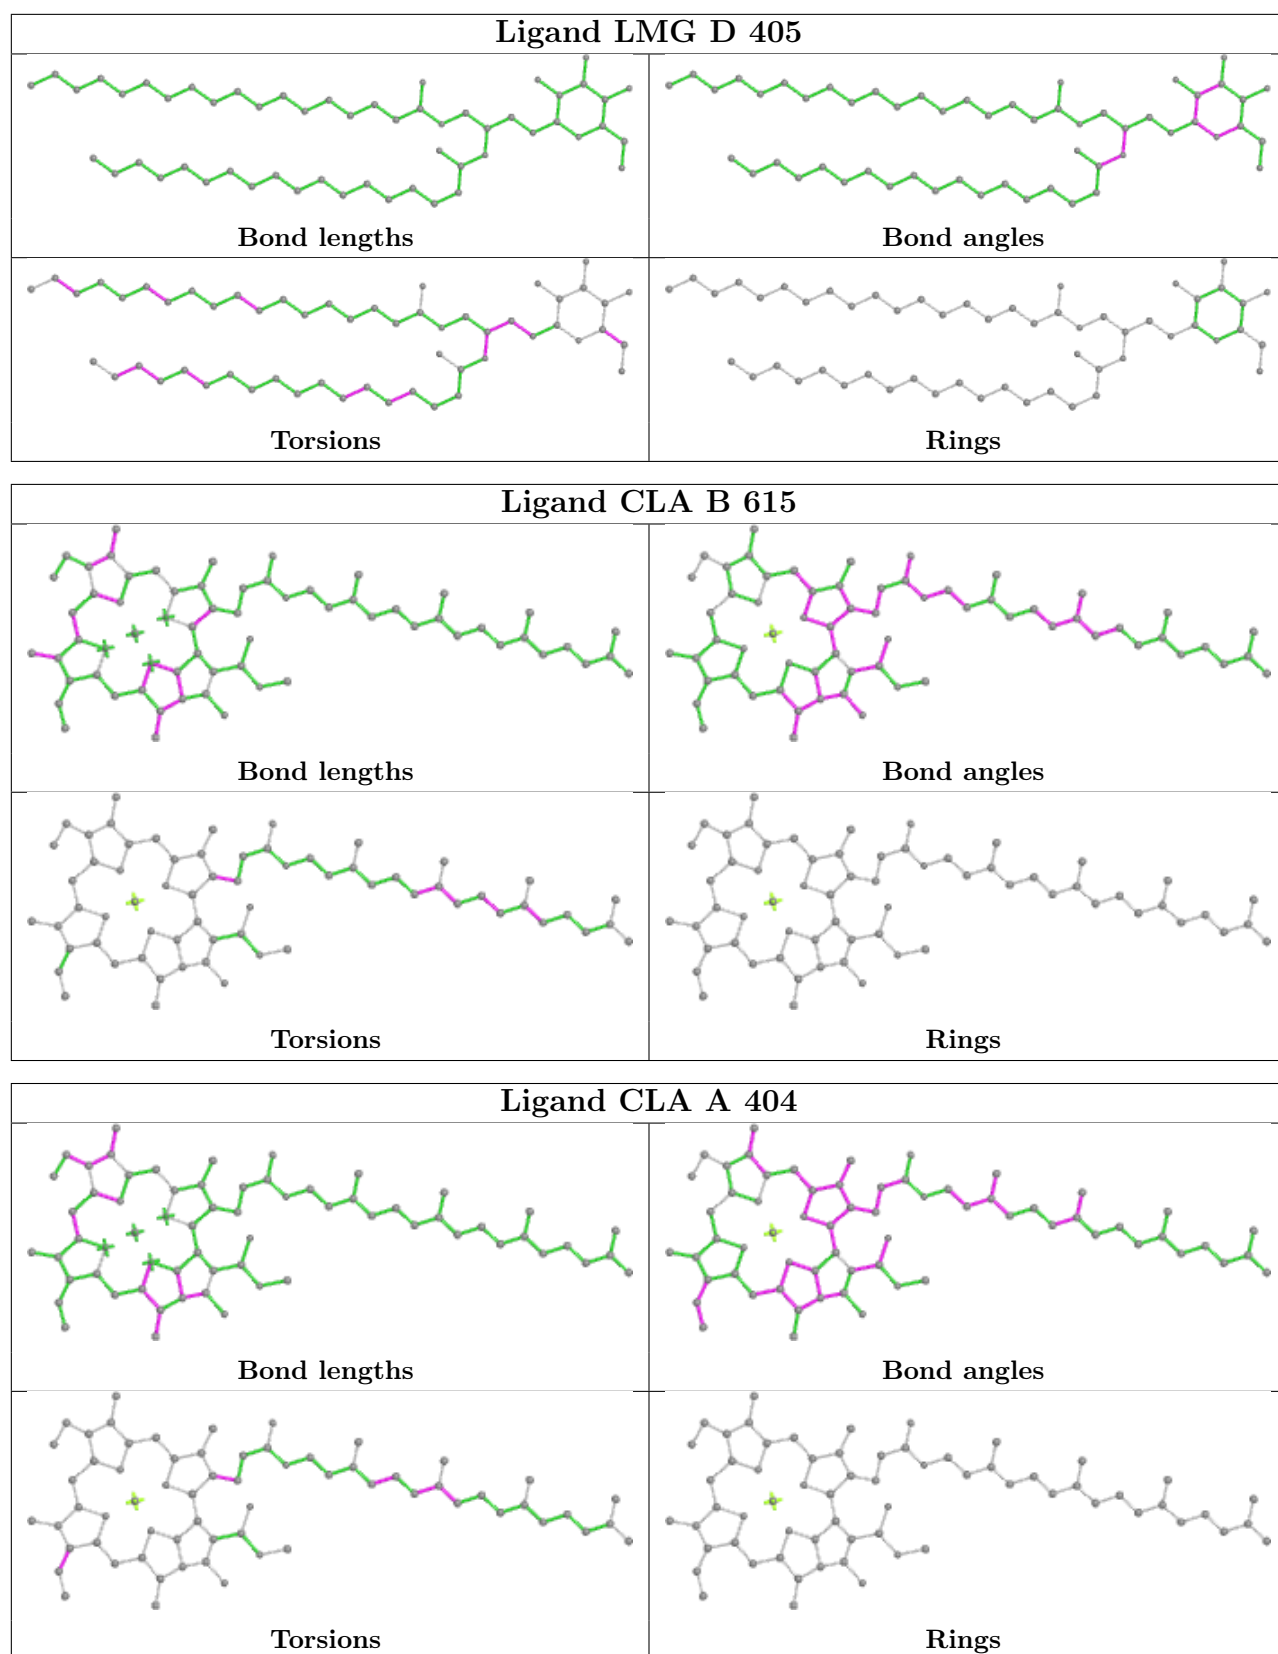 Ligand LMG D 405
Bond lengths
Bond angles
Torsions
Rings
Ligand CLA B 615
Bond lengths
Bond angles
Torsions
Rings
Ligand CLA A 404
Bond lengths
Bond angles
Torsions
Rings